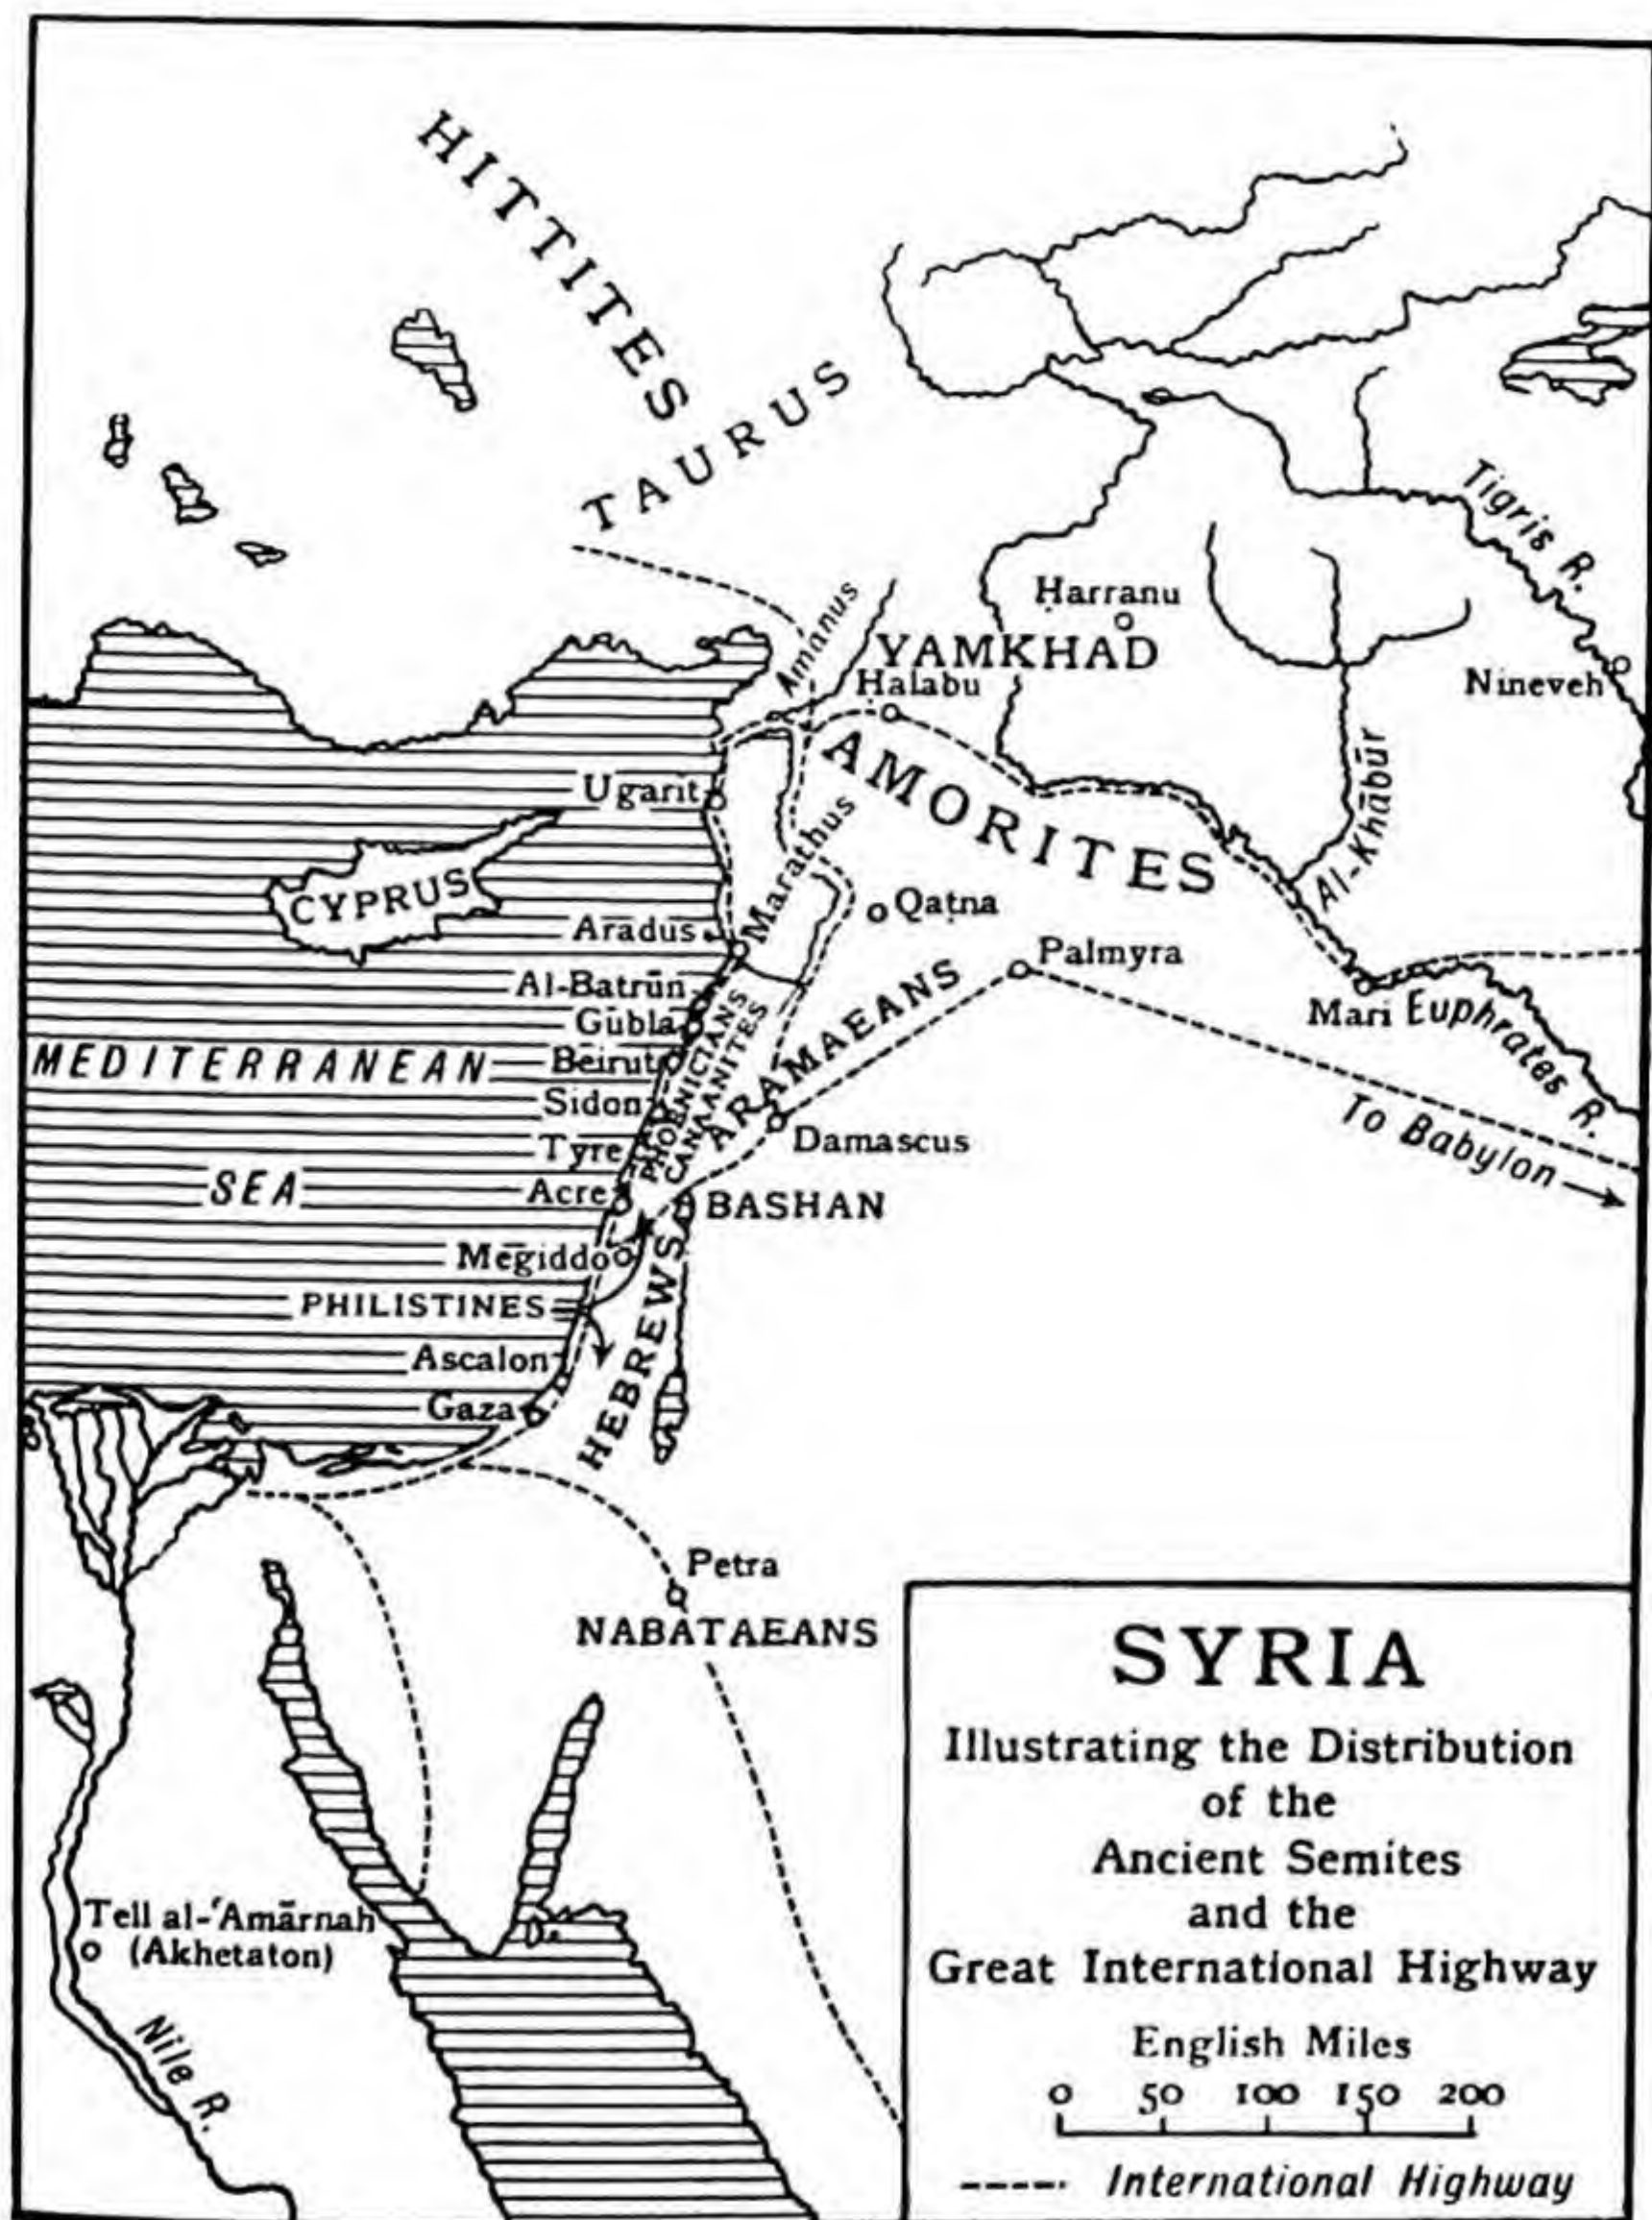 HITTITES
TAURUS
Tigris R.
Amanus
Ḥarranu
YAMKHAD
Halabu
Nineveh
AMORITES
Ugarit
Marathus
Al-Khābūr
CYPRUS
Qaṭna
Aradus
Palmyra
Al-Batrūn
Mari
Euphrates R.
Gubla
PHOENICIANS
CANAANITES
ARAMAEANS
MEDITERRANEAN
Beirut
Sidon
To Babylon
Tyre
Damascus
SEA
Acre
BASHAN
Megiddo
HEBREWS
PHILISTINES
Ascalon
Gaza
Petra
NABATAEANS
Tell al-‘Amārnah
(Akhetaton)
Nile R.
SYRIA
Illustrating the Distribution
of the
Ancient Semites
and the
Great International Highway
English Miles
0 50 100 150 200
International Highway